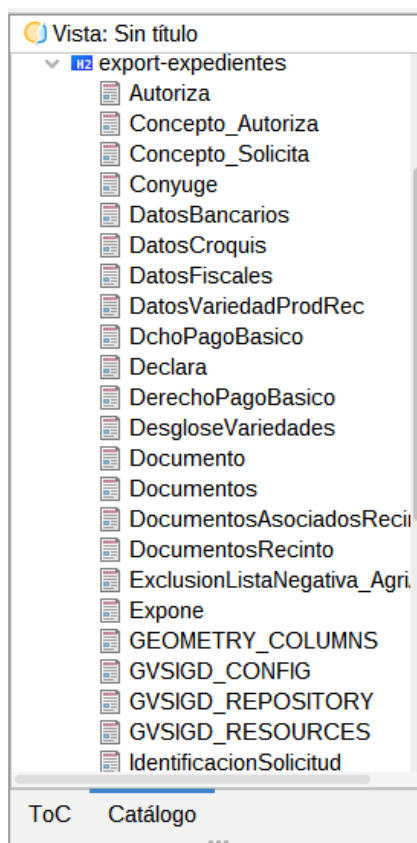 Vista: Sin título
H2 export-expedientes
Autoriza
Concepto_Autoriza
Concepto_Solicita
Conyuge
DatosBancarios
DatosCroquis
DatosFiscales
DatosVariedadProdRec
DchoPagoBasico
Declara
DerechoPagoBasico
DesgloseVariedades
Documento
Documentos
DocumentosAsociadosReci
DocumentosRecinto
ExclusionListaNegativa_Agri
Expone
GEOMETRY_COLUMNS
GVSIGD_CONFIG
GVSIGD_REPOSITORY
GVSIGD_RESOURCES
IdentificacionSolicitud
ToC Catálogo